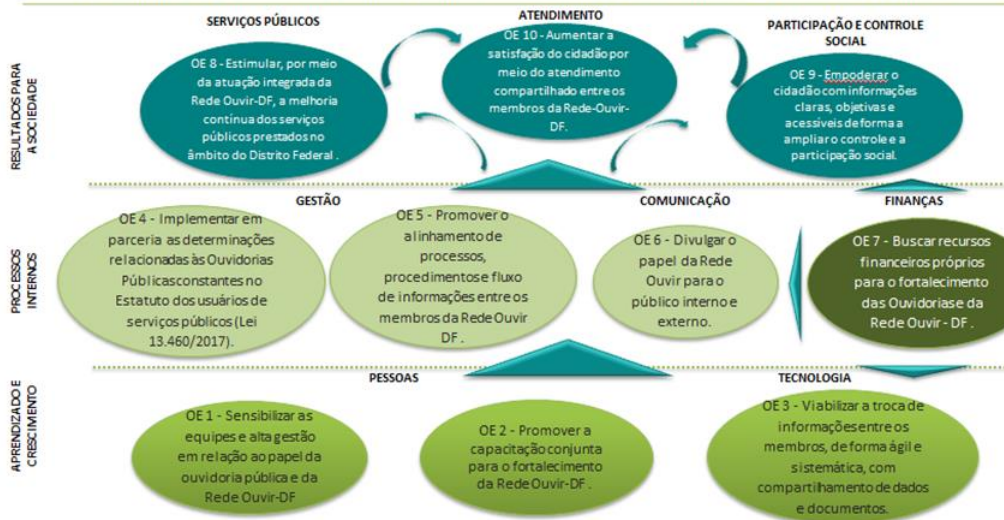 SERVIÇOS PÚBLICOS
ATENDIMENTO
PARTICIPAÇÃO E CONTROLE
SOCIAL
RESULTADOS PARA
A SOCIEDADE
OE 8 - Estimular, por meio
da atuação integrada da
Rede Ouvir-DF, a melhoria
contínua dos serviços
públicos prestados no
âmbito do Distrito Federal .
OE 10 - Aumentar a
satisfação do cidadão por
meio do atendimento
compartilhado entre os
membros da Rede-Ouvir-
DF.
OE 9 - Empoderar o
cidadão com informações
claras, objetivas e
acessíveis de forma a
ampliar o controle e a
participação social.
GESTÃO
COMUNICAÇÃO
FINANÇAS
PROCESSOS
INTERNOS
OE 4 - Implementar em
parceria as determinações
relacionadas às Ouvidorias
Públicas constantes no
Estatuto dos usuários de
serviços públicos (Lei
13.460/2017).
OE 5 - Promover o
alinhamento de
processos,
procedimentos e fluxo
de informações entre os
membros da Rede Ouvir
DF .
OE 6 - Divulgar o
papel da Rede
Ouvir para o
público interno e
externo.
OE 7 - Buscar recursos
financeiros próprios
para o fortalecimento
das Ouvidorias e da
Rede Ouvir - DF .
PESSOAS
TECNOLOGIA
APRENDIZADO E
CRESCIMENTO
OE 1 - Sensibilizar as
equipes e alta gestão
em relação ao papel da
ouvidoria pública e da
Rede Ouvir-DF
OE 2 - Promover a
capacitação conjunta
para o fortalecimento
da Rede Ouvir-DF .
OE 3 - Viabilizar a troca de
informações entre os
membros, de forma ágil e
sistemática, com
compartilhamento de dados
e documentos.